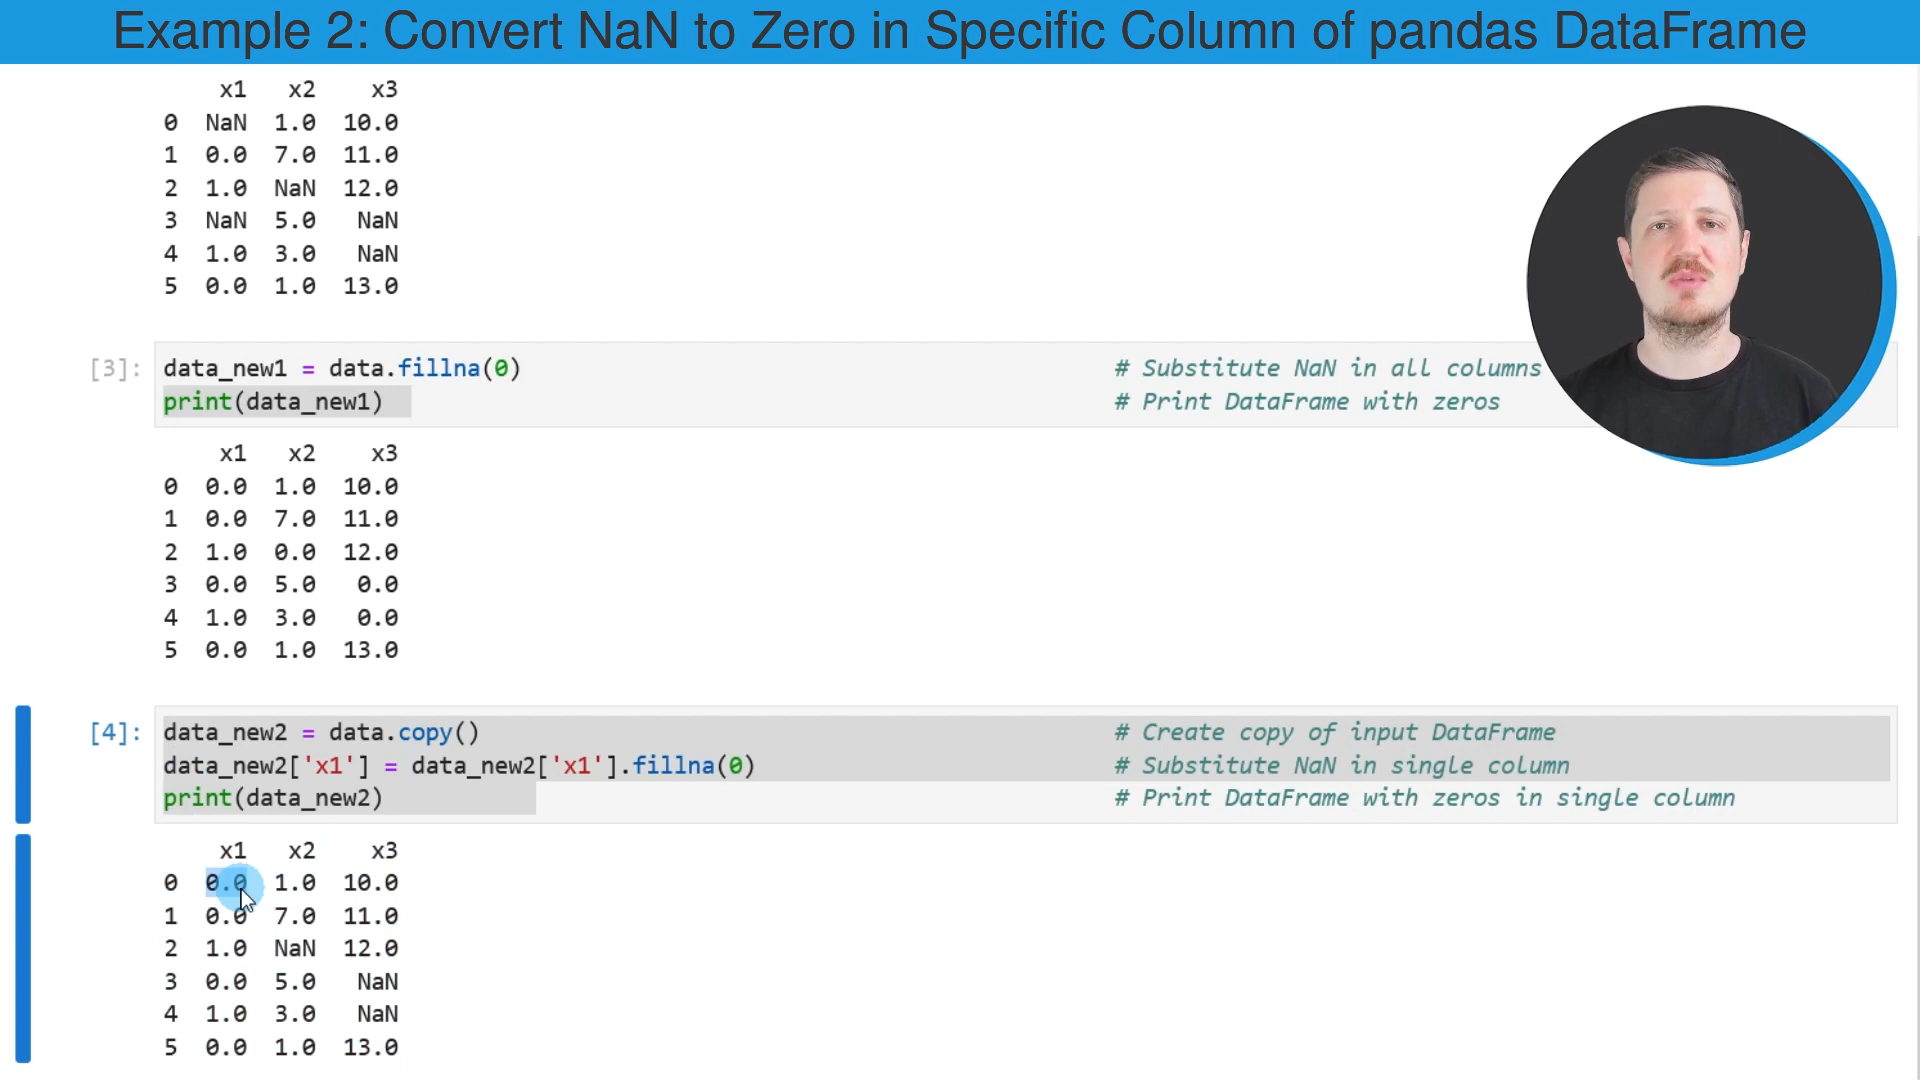 Example 2: Convert NaN to Zero in Specific Column of pandas DataFrame
x1 x2 x3
0 NaN 1.0 10.0
1 0.0 7.0 11.0
2 1.0 NaN 12.0
3 NaN 5.0 NaN
4 1.0 3.0 NaN
5 0.0 1.0 13.0
[3]: data_new1 = data.fillna(0) # Substitute NaN in all columns
print(data_new1) # Print DataFrame with zeros
x1 x2 x3
0 0.0 1.0 10.0
1 0.0 7.0 11.0
2 1.0 0.0 12.0
3 0.0 5.0 0.0
4 1.0 3.0 0.0
5 0.0 1.0 13.0
[4]: data_new2 = data.copy() # Create copy of input DataFrame
data_new2['x1'] = data_new2['x1'].fillna(0) # Substitute NaN in single column
print(data_new2) # Print DataFrame with zeros in single column
x1 x2 x3
0 0.0 1.0 10.0
1 0.0 7.0 11.0
2 1.0 NaN 12.0
3 0.0 5.0 NaN
4 1.0 3.0 NaN
5 0.0 1.0 13.0